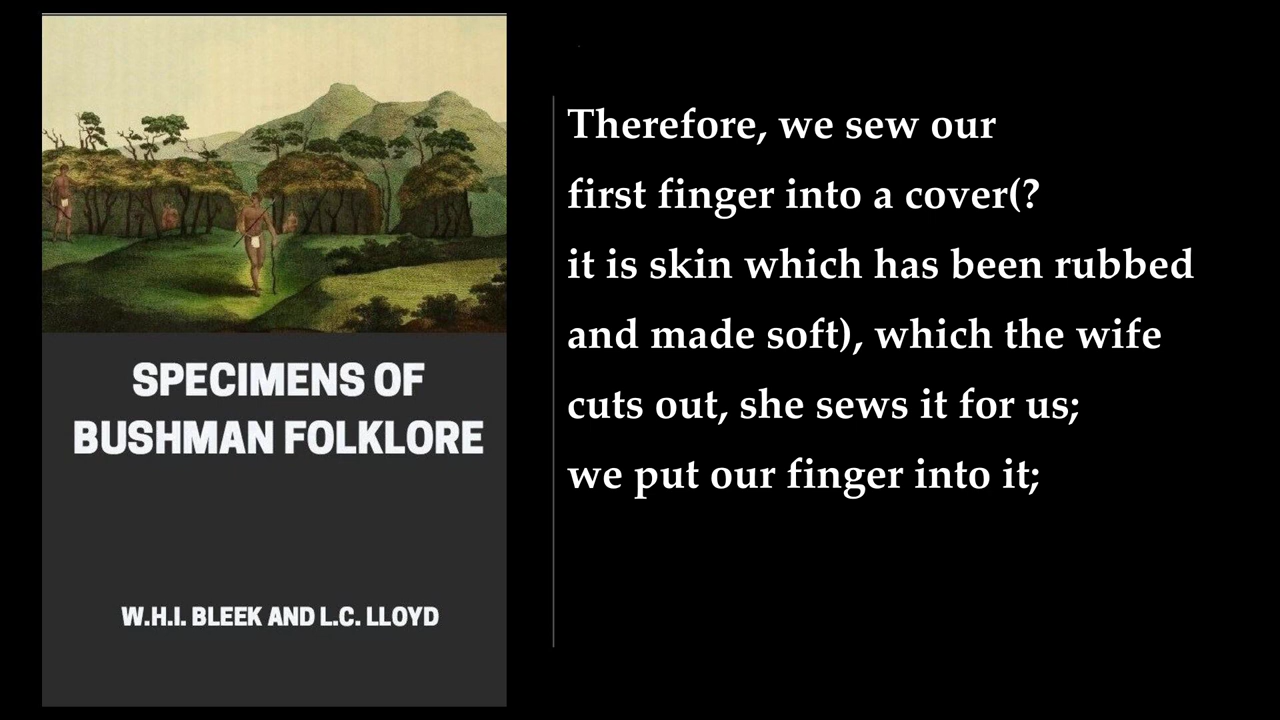 SPECIMENS OF
BUSHMAN FOLKLORE
W.H.I. BLEEK AND L.C. LLOYD
Therefore, we sew our
first finger into a cover(?
it is skin which has been rubbed
and made soft), which the wife
cuts out, she sews it for us;
we put our finger into it;